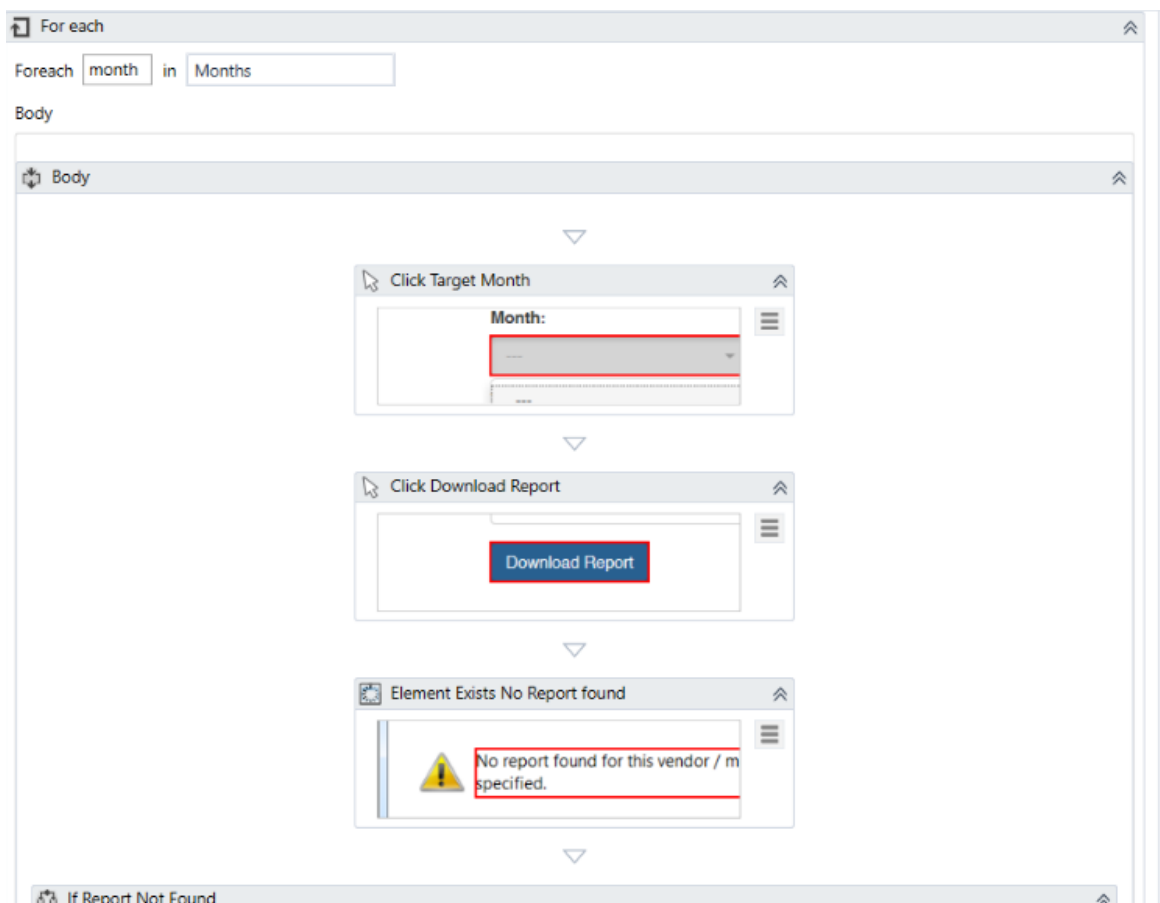 For each
Foreach month in Months
Body
Body
Click Target Month
Month:
---
---
Click Download Report
Download Report
Element Exists No Report found
No report found for this vendor / m
specified.
If Report Not Found